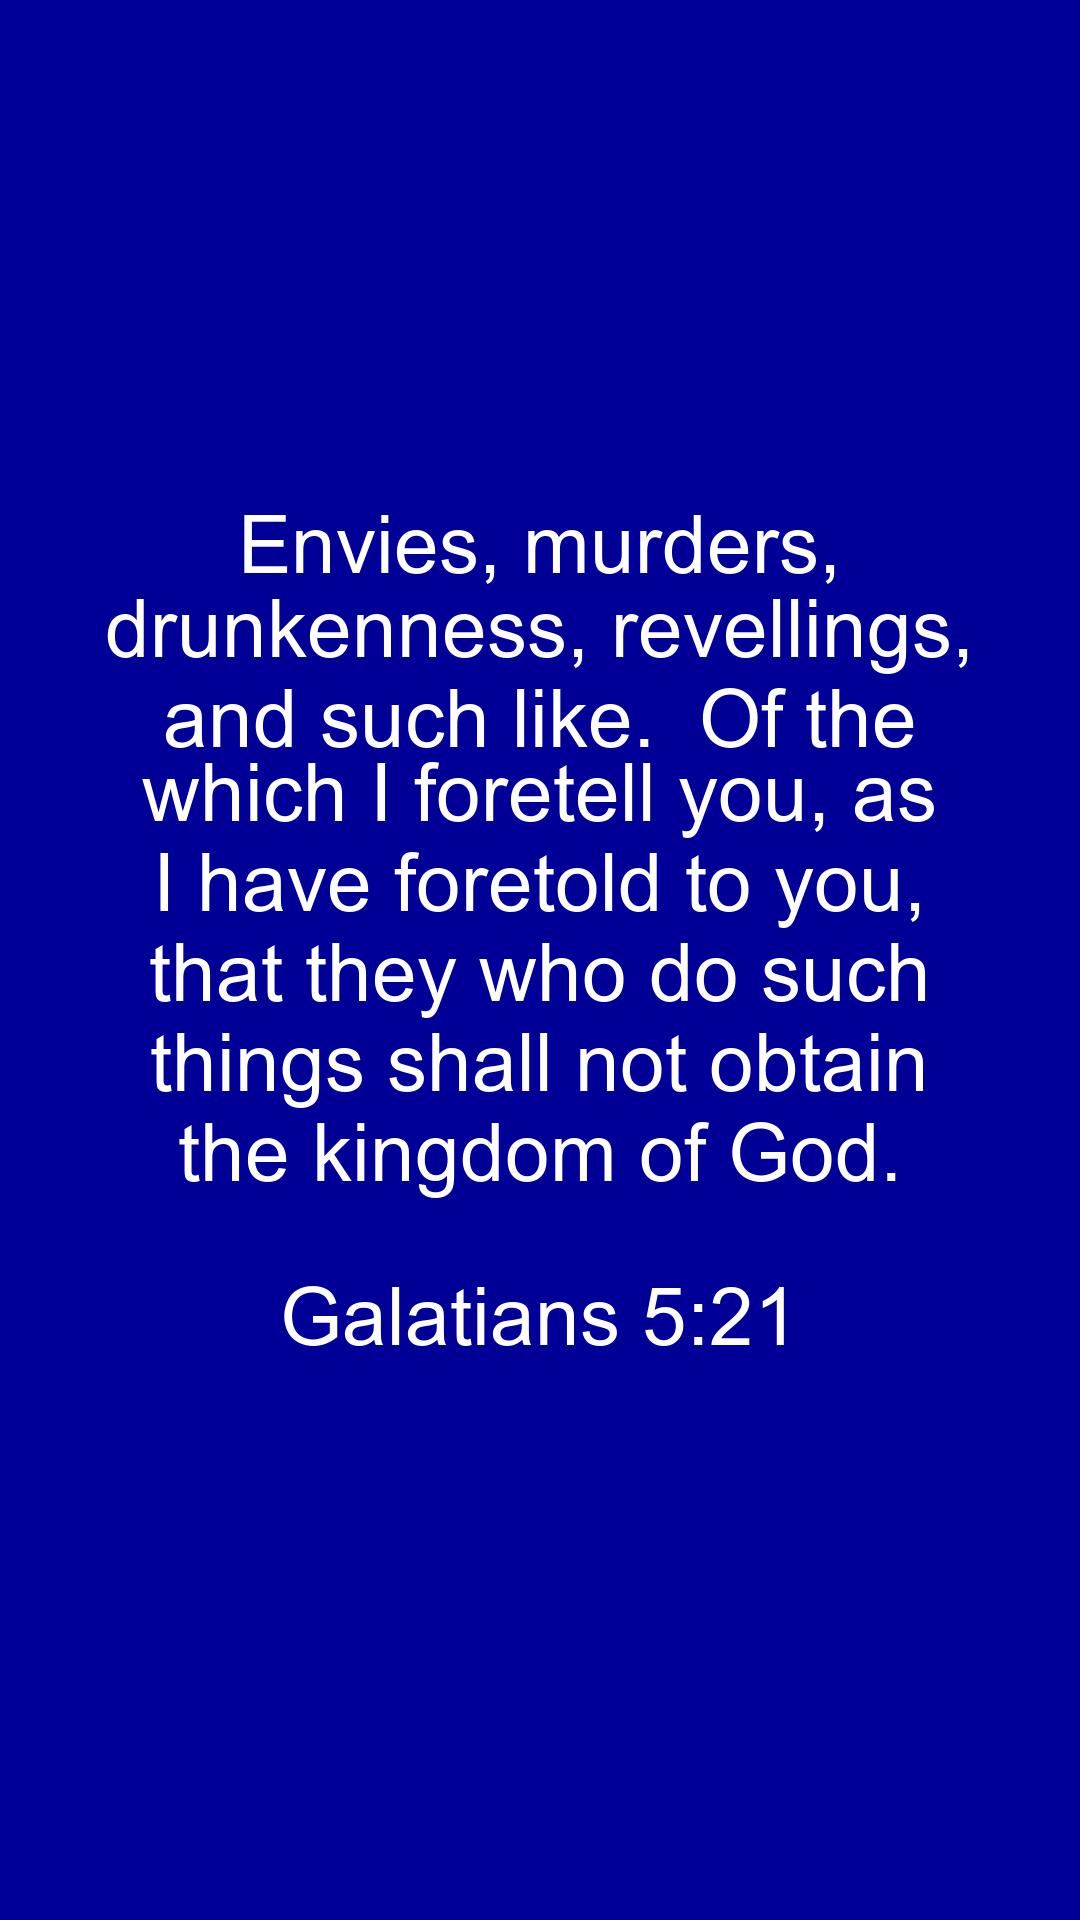 Envies, murders,
drunkenness, revellings,
and such like.  Of the
which I foretell you, as
I have foretold to you,
that they who do such
things shall not obtain
the kingdom of God.
Galatians 5:21